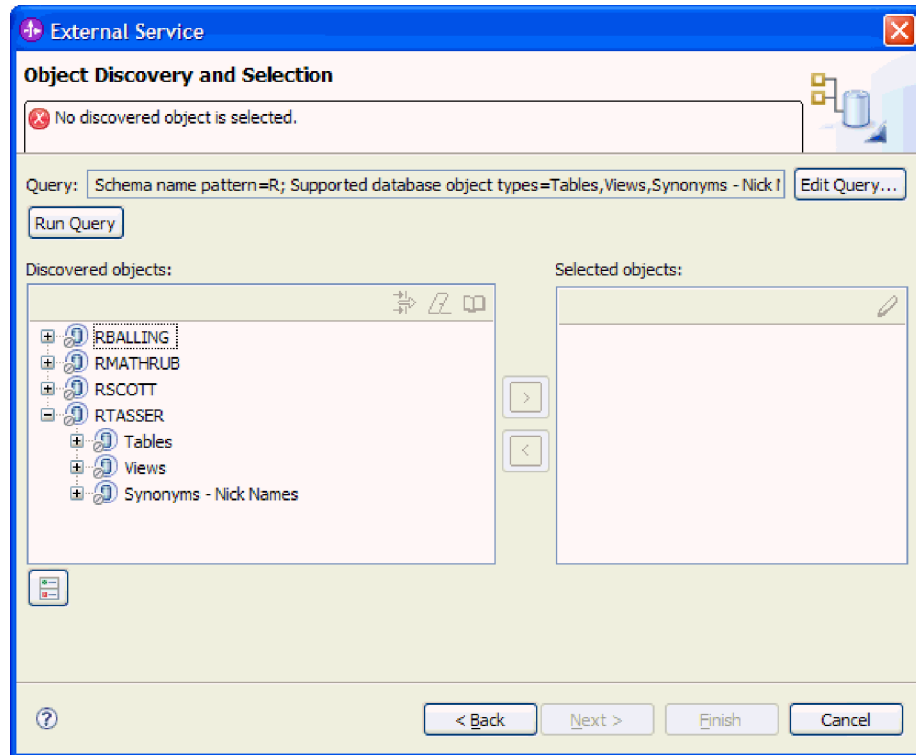 External Service
Object Discovery and Selection
No discovered object is selected.
Query: Schema name pattern=R; Supported database object types=Tables,Views,Synonyms - Nick Edit Query...
Run Query
Discovered objects: Selected objects:
RBALLING
RMATHRUB
RSCOTT
RTASSER
Tables
Views
Synonyms - Nick Names
< Back Next > Finish Cancel